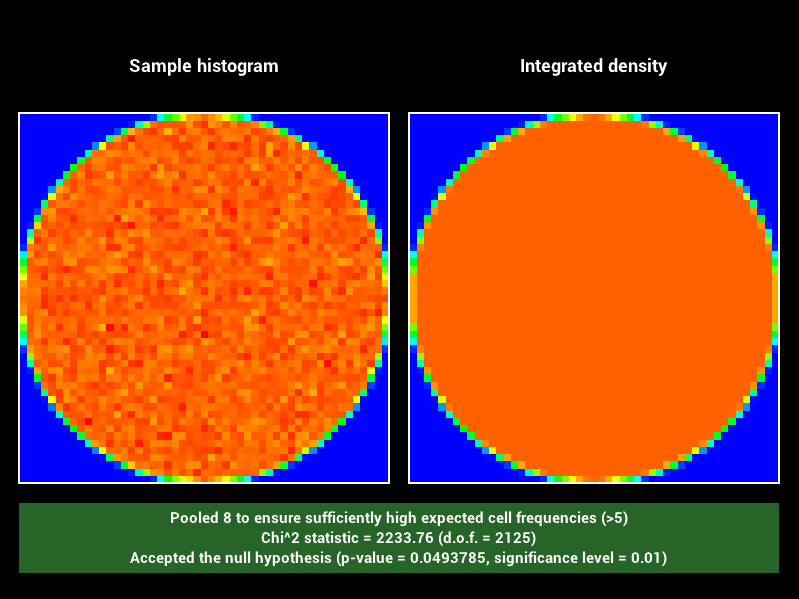 Sample histogram
Integrated density
Pooled 8 to ensure sufficiently high expected cell frequencies (>5)
Chi^2 statistic = 2233.76 (d.o.f. = 2125)
Accepted the null hypothesis (p-value = 0.0493785, significance level = 0.01)